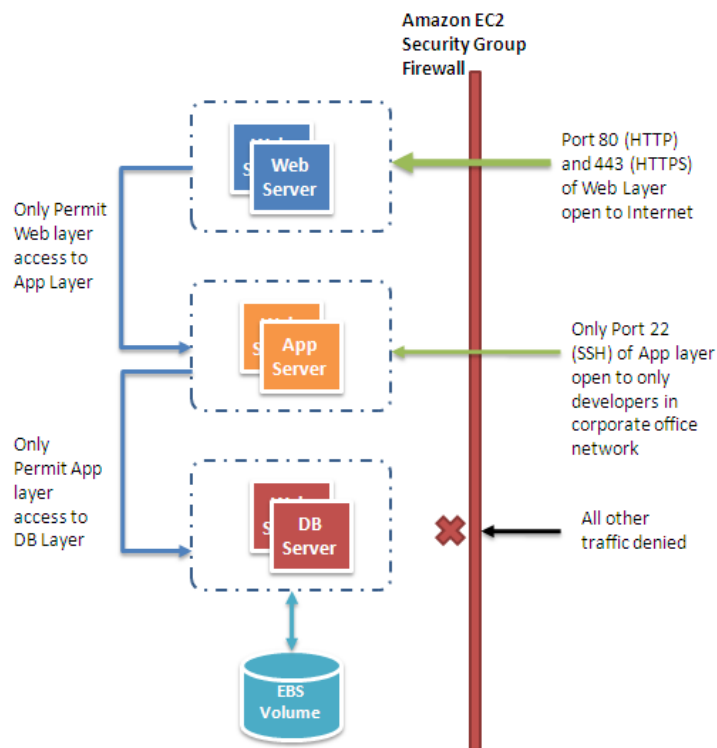 Amazon EC2
Security Group
Firewall
Web
Server
Port 80 (HTTP)
and 443 (HTTPS)
of Web Layer
open to Internet
Only Permit
Web layer
access to
App Layer
App
Server
Only Port 22
(SSH) of App layer
open to only
developers in
corporate office
network
Only
Permit App
layer
access to
DB Layer
DB
Server
All other
traffic denied
EBS
Volume